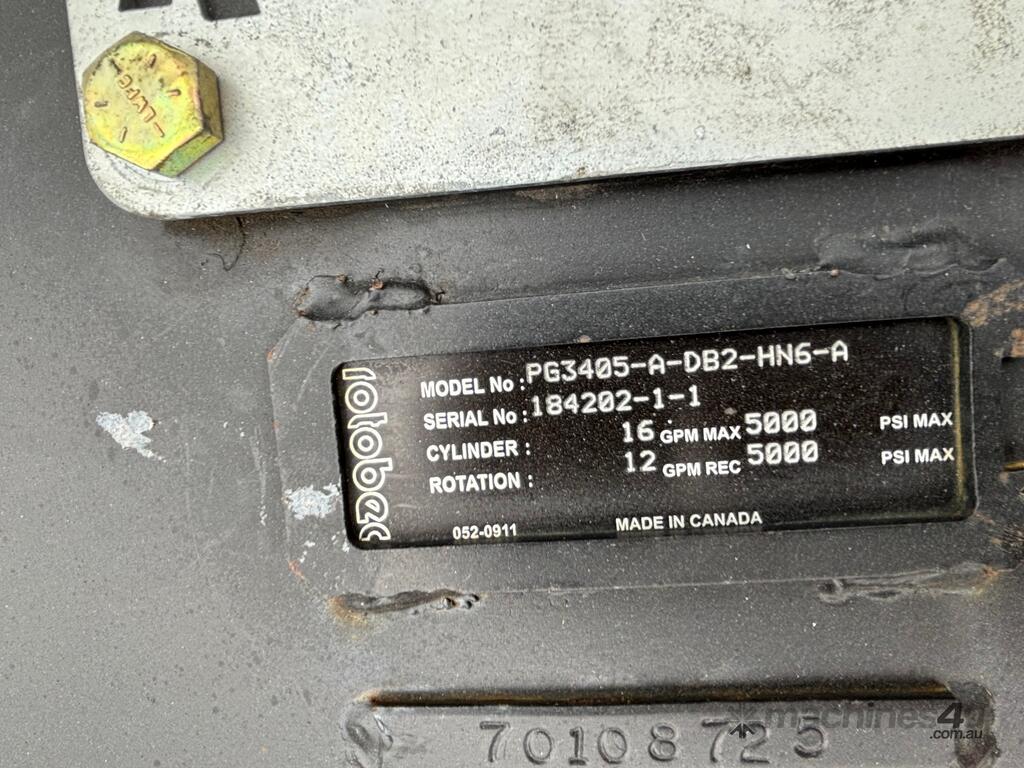 rotobec
MODEL No : PG3405-A-DB2-HN6-A
SERIAL No : 184202-1-1
CYLINDER : 16 GPM MAX 5000 PSI MAX
ROTATION : 12 GPM REC 5000 PSI MAX
052-0911 MADE IN CANADA
70108725
machines4u
.com.au